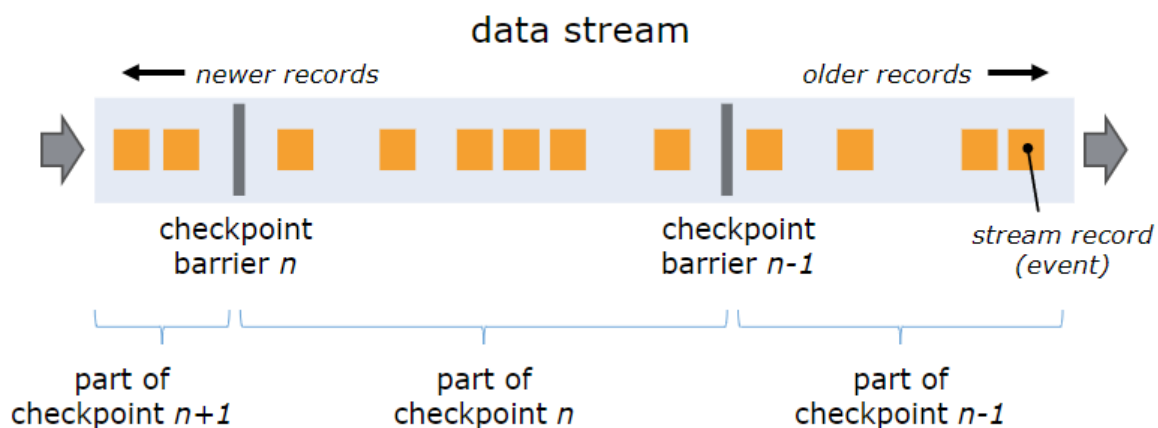 data stream
newer records
older records
checkpoint
barrier n
checkpoint
barrier n-1
stream record
(event)
part of
checkpoint n+1
part of
checkpoint n
part of
checkpoint n-1